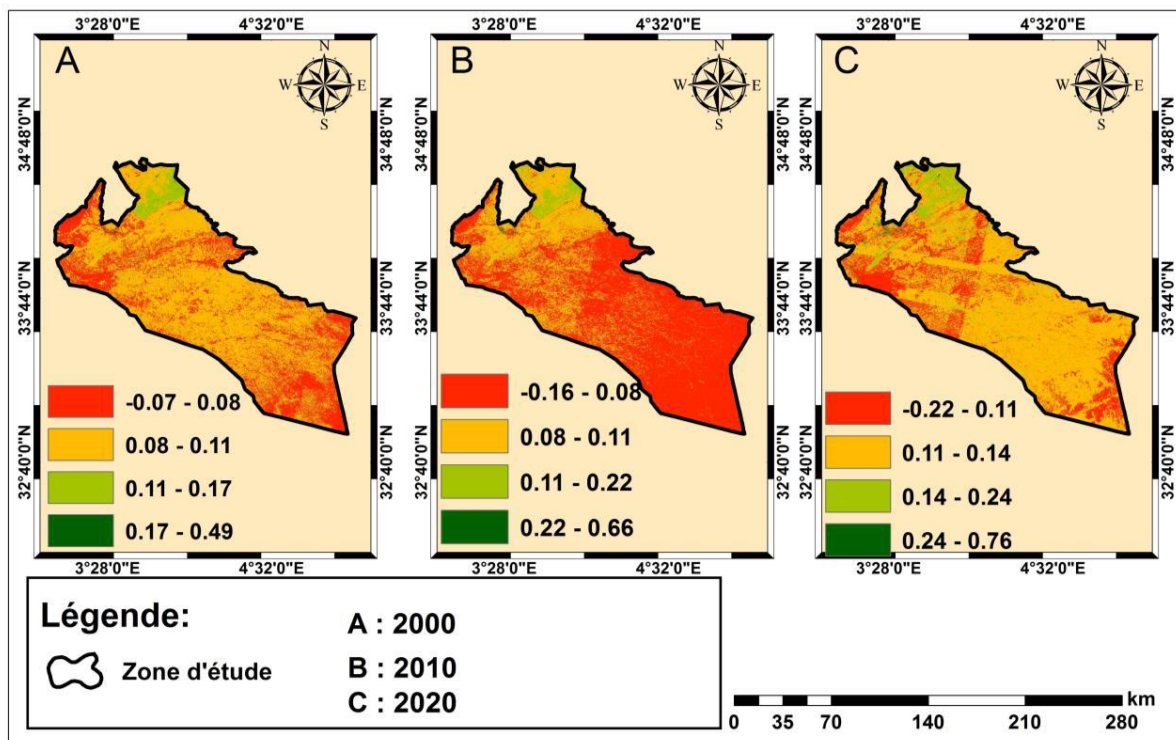 3°28'0"E 4°32'0"E 3°28'0"E 4°32'0"E 3°28'0"E 4°32'0"E
A B C
N N N
W E W E W E
S S S
34°48'0"N 34°48'0"N 34°48'0"N 34°48'0"N
33°44'0"N 33°44'0"N 33°44'0"N 33°44'0"N
32°40'0"N 32°40'0"N 32°40'0"N 32°40'0"N
-0.07 - 0.08
0.08 - 0.11
0.11 - 0.17
0.17 - 0.49
-0.16 - 0.08
0.08 - 0.11
0.11 - 0.22
0.22 - 0.66
-0.22 - 0.11
0.11 - 0.14
0.14 - 0.24
0.24 - 0.76
3°28'0"E 4°32'0"E 3°28'0"E 4°32'0"E 3°28'0"E 4°32'0"E
Légende:
Zone d'étude
A : 2000
B : 2010
C : 2020
km
0 35 70 140 210 280